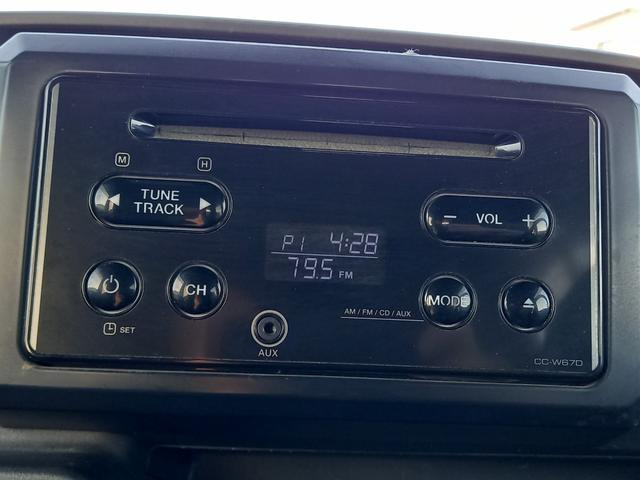 M H
TUNE
TRACK
− VOL +
P1 4:28
79.5 FM
CH
MODE
AM / FM / CD / AUX
SET
AUX
CC-W67D